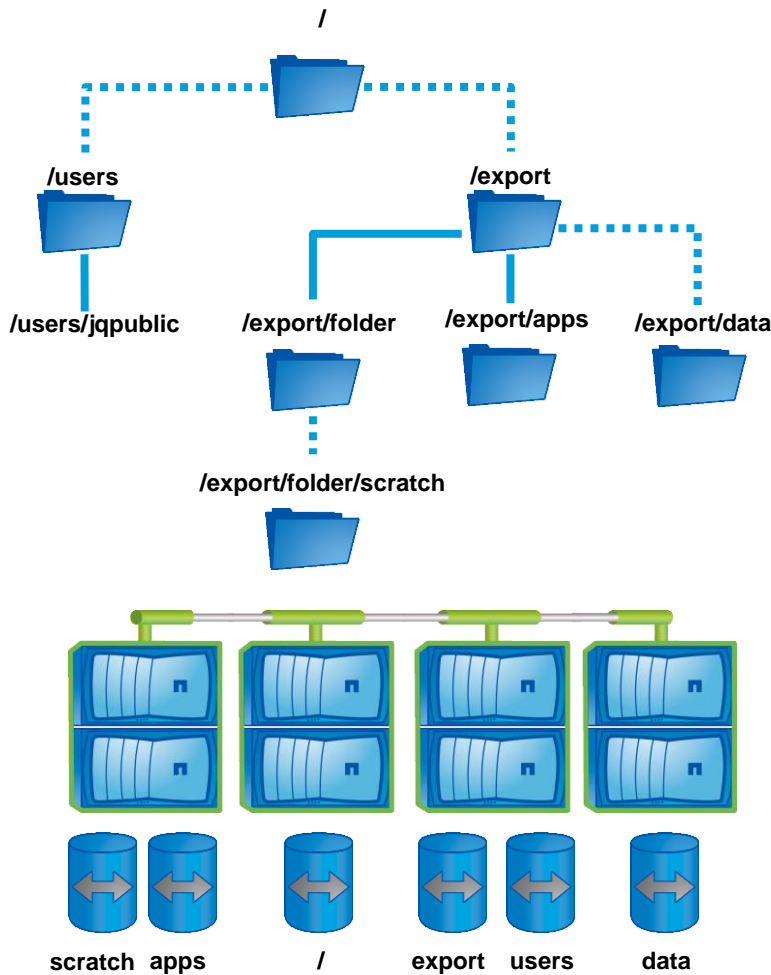 /
/users
/export
/users/jqpublic
/export/folder
/export/apps
/export/data
/export/folder/scratch
scratch
apps
/
export
users
data